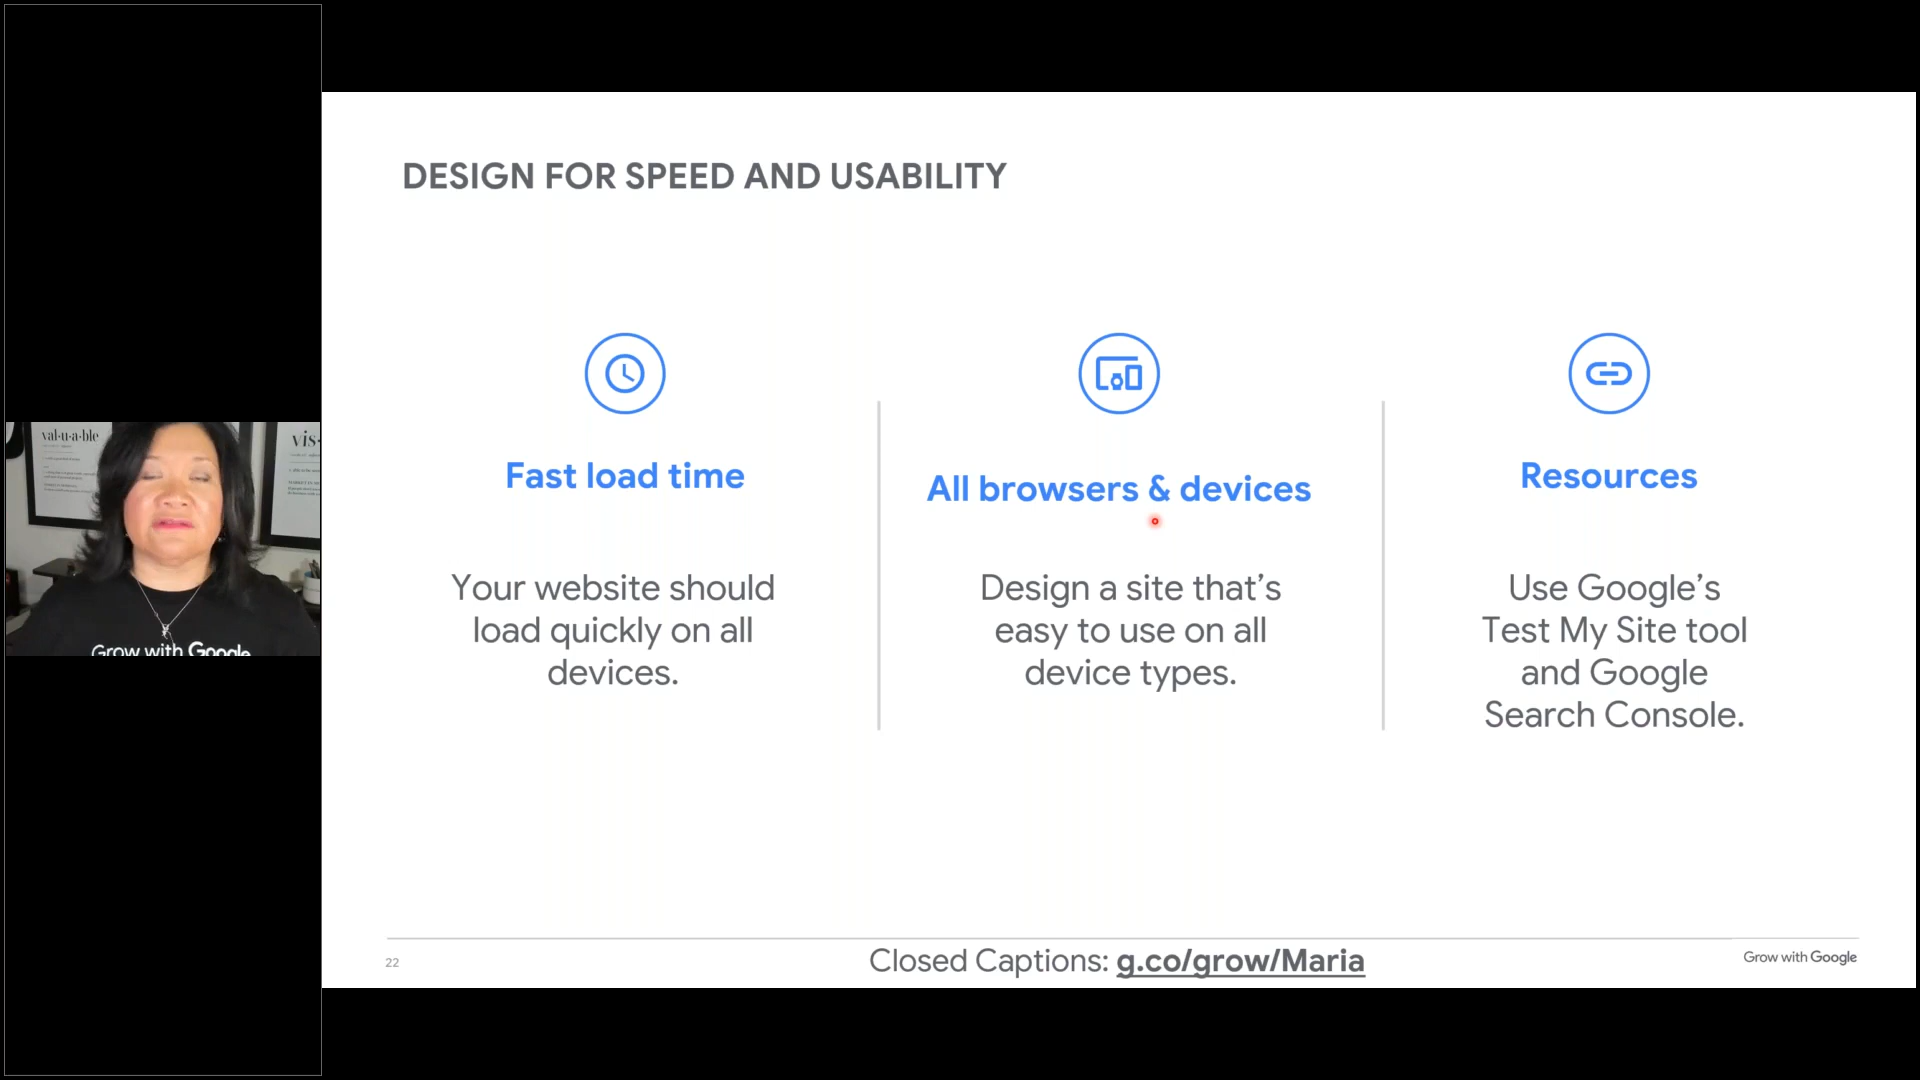 DESIGN FOR SPEED AND USABILITY
Fast load time
Your website should
load quickly on all
devices.
All browsers & devices
Design a site that’s
easy to use on all
device types.
Resources
Use Google’s
Test My Site tool
and Google
Search Console.
22
Closed Captions: g.co/grow/Maria
Grow with Google
val·u·a·ble
vis·
Grow with Google